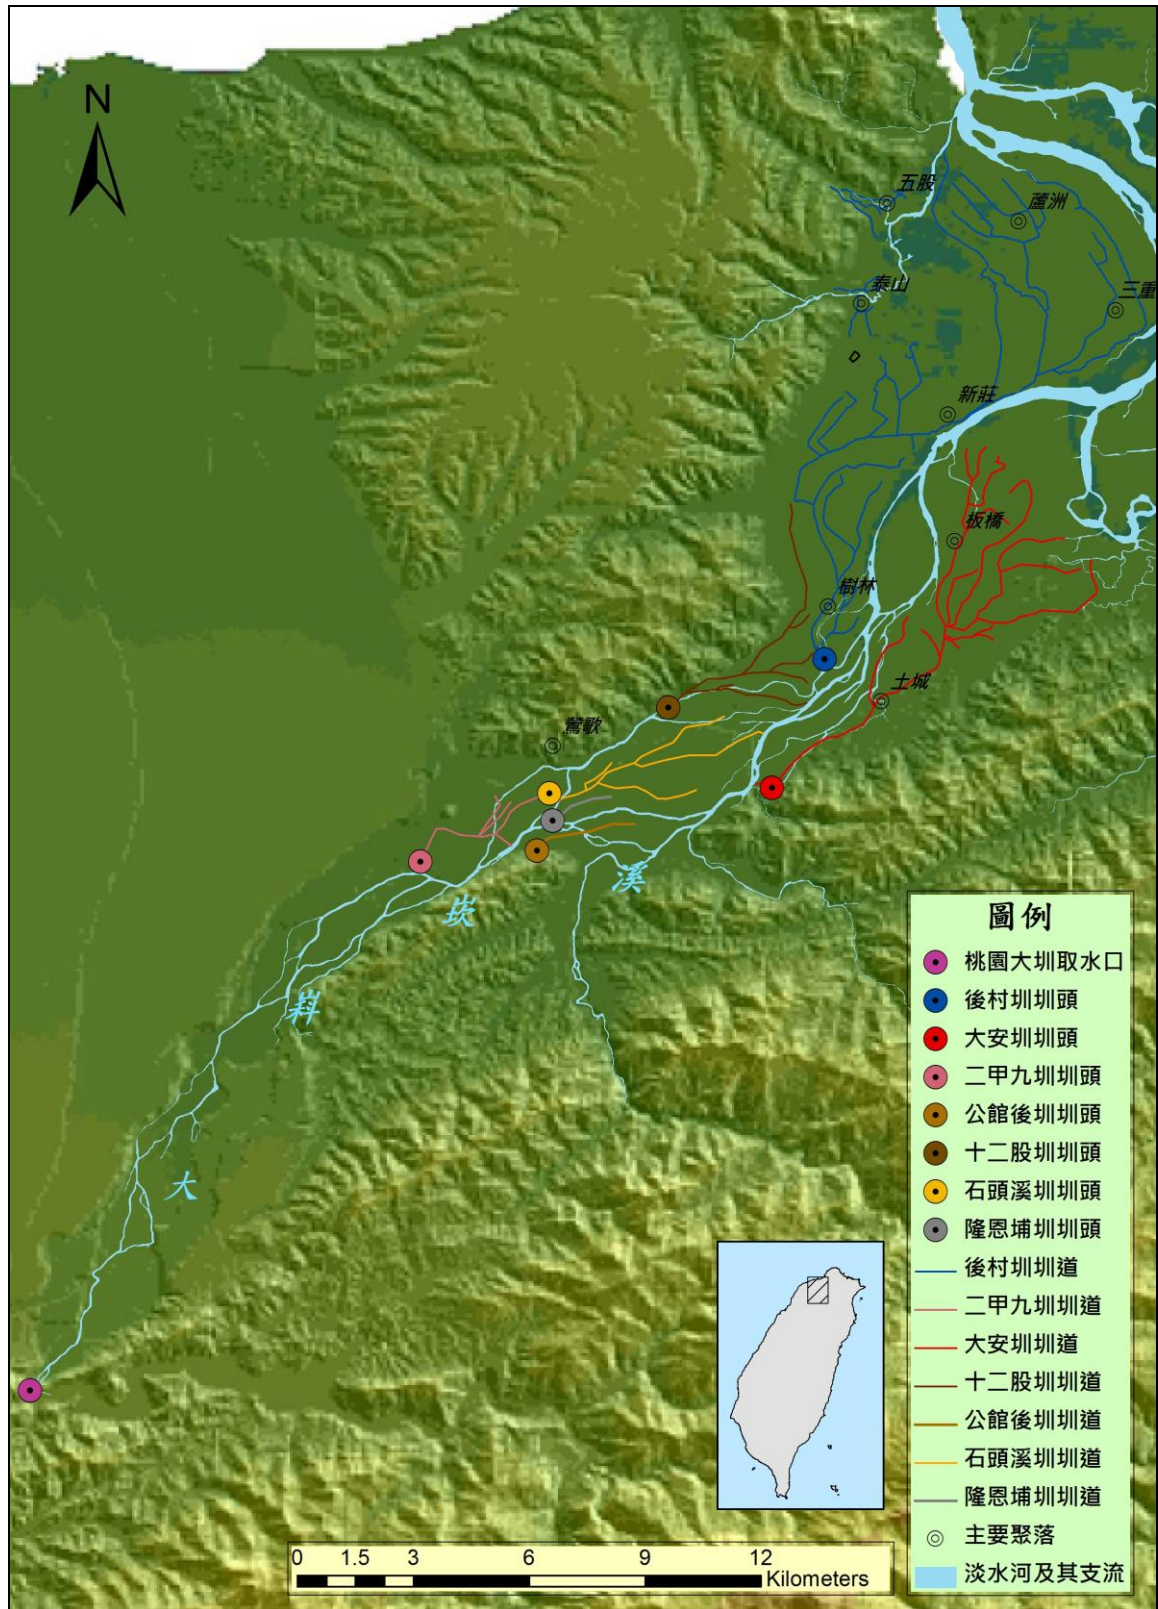 N
五股
蘆洲
泰山
三重
新莊
板橋
樹林
土城
鶯歌
溪
崁
嵙
大
圖例
桃園大圳取水口
後村圳圳頭
大安圳圳頭
二甲九圳圳頭
公館後圳圳頭
十二股圳圳頭
石頭溪圳圳頭
隆恩埔圳圳頭
後村圳圳道
二甲九圳圳道
大安圳圳道
十二股圳圳道
公館後圳圳道
石頭溪圳圳道
隆恩埔圳圳道
主要聚落
淡水河及其支流
0 1.5 3 6 9 12
Kilometers